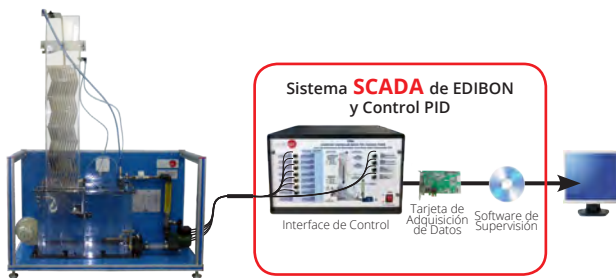 Sistema SCADA de EDIBON
y Control PID
Interface de Control
Tarjeta de
Adquisición
de Datos
Software de
Supervisión